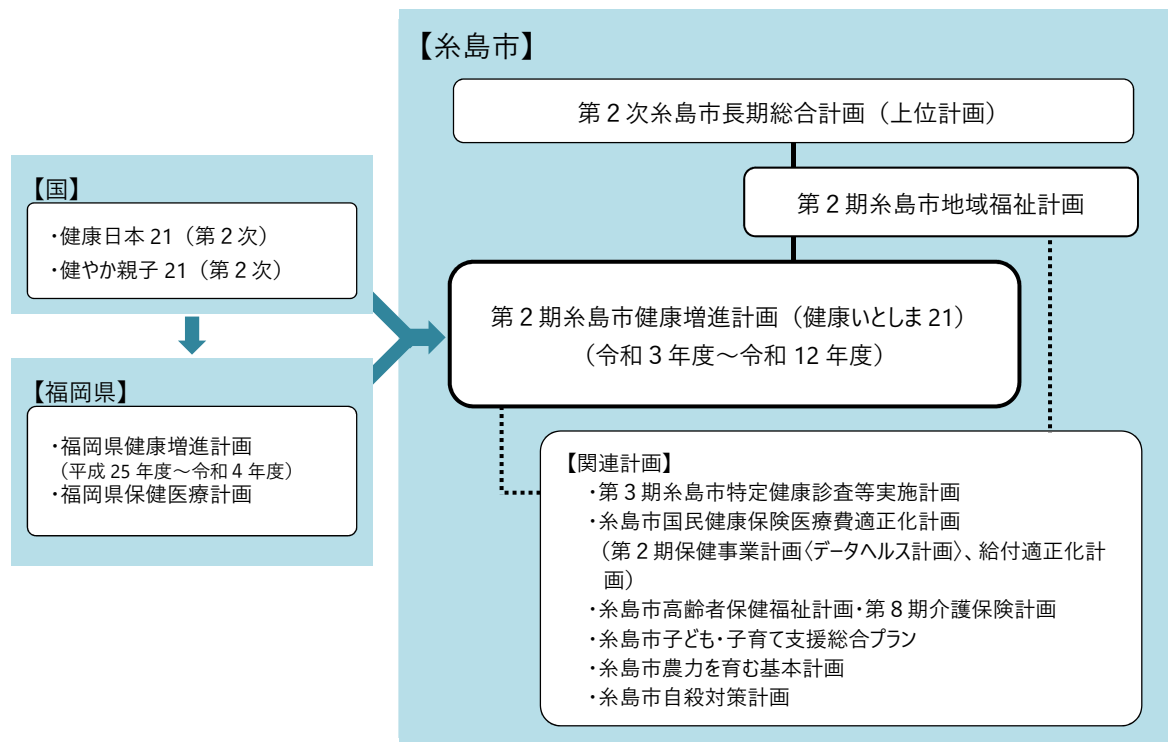 【糸島市】
第2次糸島市長期総合計画（上位計画）
第2期糸島市地域福祉計画
【国】
・健康日本 21（第2次）
・健やか親子 21（第2次）
第2期糸島市健康増進計画（健康いとしま 21）
（令和 3 年度～令和 12 年度）
【福岡県】
・福岡県健康増進計画
（平成 25 年度～令和 4 年度）
・福岡県保健医療計画
【関連計画】
・第3期糸島市特定健康診査等実施計画
・糸島市国民健康保険医療費適正化計画
（第2期保健事業計画〈データヘルス計画〉、給付適正化計
画）
・糸島市高齢者保健福祉計画・第8期介護保険計画
・糸島市子ども・子育て支援総合プラン
・糸島市農力を育む基本計画
・糸島市自殺対策計画